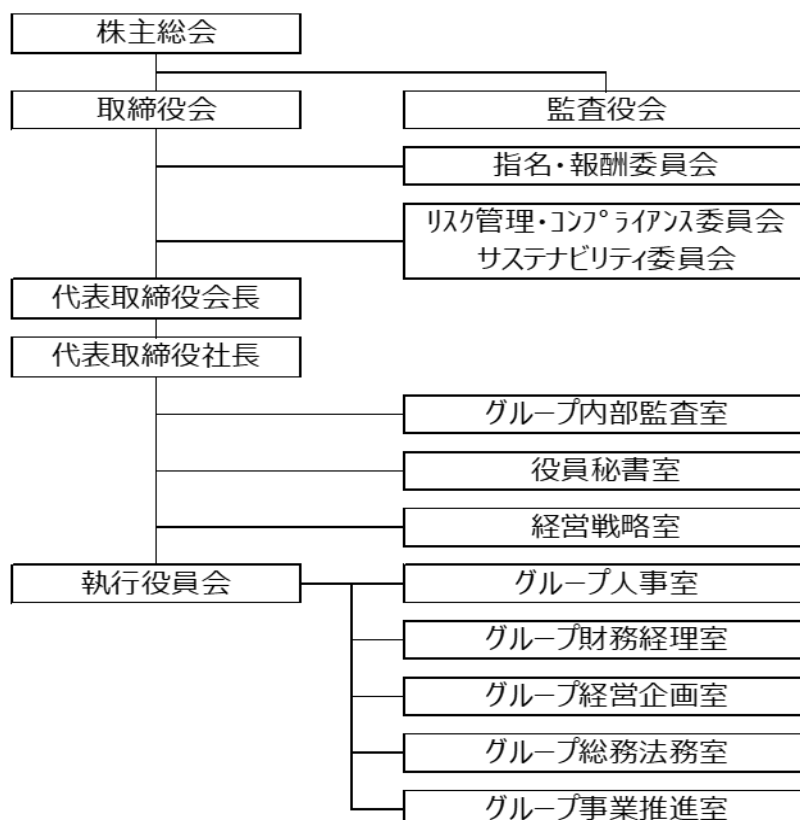 株主総会
取締役会
監査役会
指名・報酬委員会
ﾘｽｸ管理・ｺﾝﾌﾟﾗｲｱﾝｽ委員会
サステナビリティ委員会
代表取締役会長
代表取締役社長
グループ内部監査室
役員秘書室
経営戦略室
執行役員会
グループ人事室
グループ財務経理室
グループ経営企画室
グループ総務法務室
グループ事業推進室